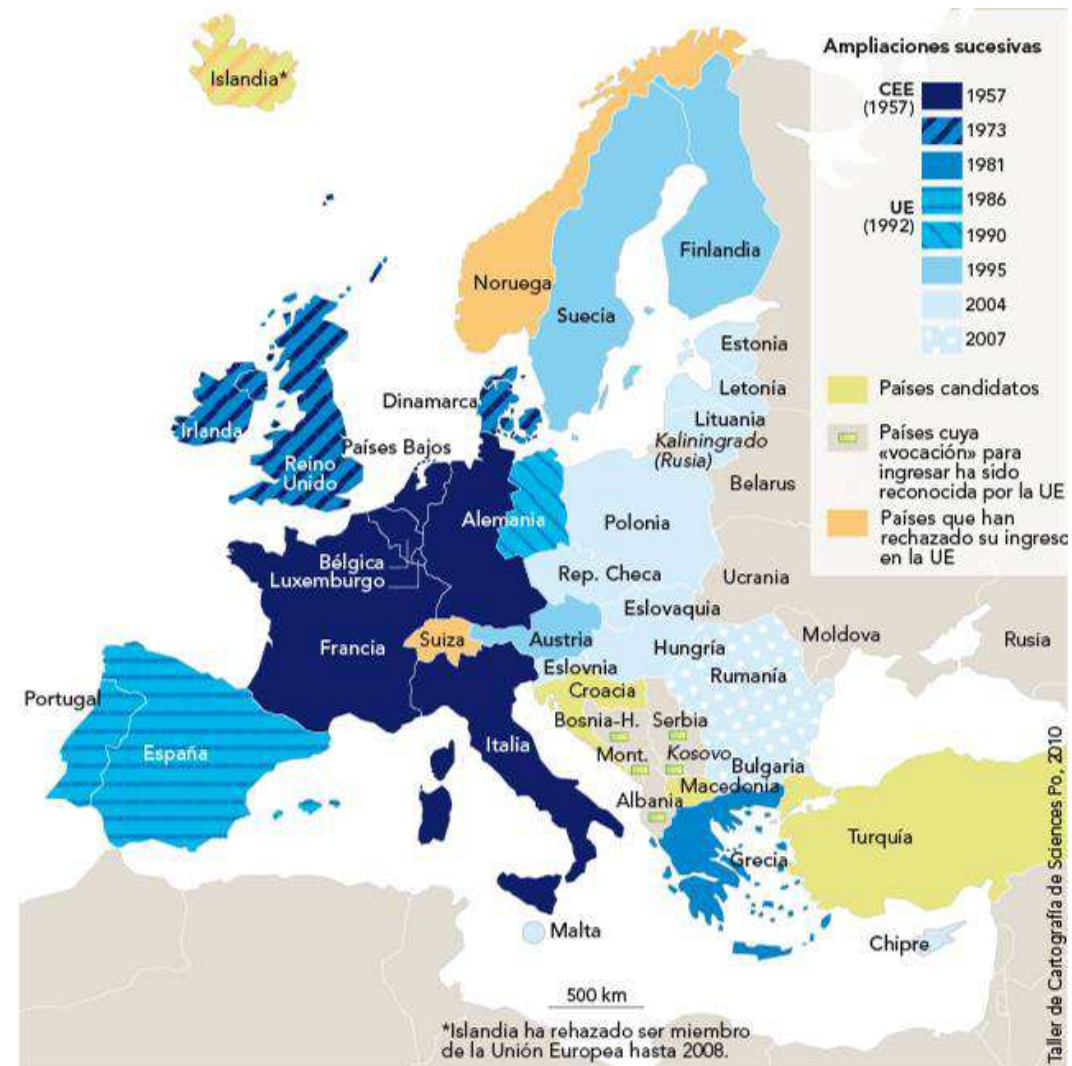 Ampliaciones sucesivas
CEE
(1957)
1957
1973
1981
1986
UE
(1992)
1990
1995
2004
2007
Países candidatos
Países cuya
«vocación» para
ingresar ha sido
reconocida por la UE
Países que han
rechazado su ingreso
en la UE
Islandia*
Noruega
Suecia
Finlandia
Estonia
Letonia
Lituania
Kaliningrado
(Rusia)
Belarus
Dinamarca
Irlanda
Reino
Unido
Países Bajos
Alemania
Polonia
Bélgica
Luxemburgo
Rep. Checa
Ucrania
Eslovaquia
Francia
Suiza
Austria
Hungría
Moldova
Rusia
Eslovnia
Rumanía
Croacia
Portugal
España
Italia
Bosnia-H.
Serbia
Mont.
Kosovo
Bulgaria
Macedonia
Albania
Turquía
Grecia
Malta
Chipre
500 km
*Islandia ha rehazado ser miembro
de la Unión Europea hasta 2008.
Taller de Cartografía de Sciences Po, 2010